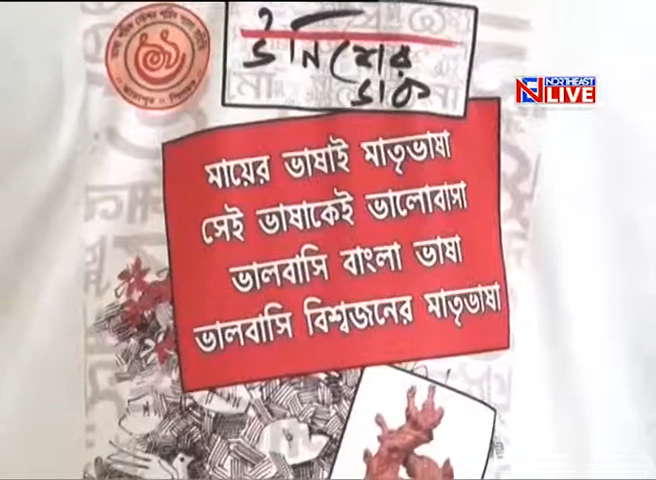 উনিশের
ডাক
NORTHEAST
LIVE
মায়ের ভাষাই মাতৃভাষা
সেই ভাষাকেই ভালোবাসা
ভালবাসি বাংলা ভাষা
ভালবাসি বিশ্বজনের মাতৃভাষা